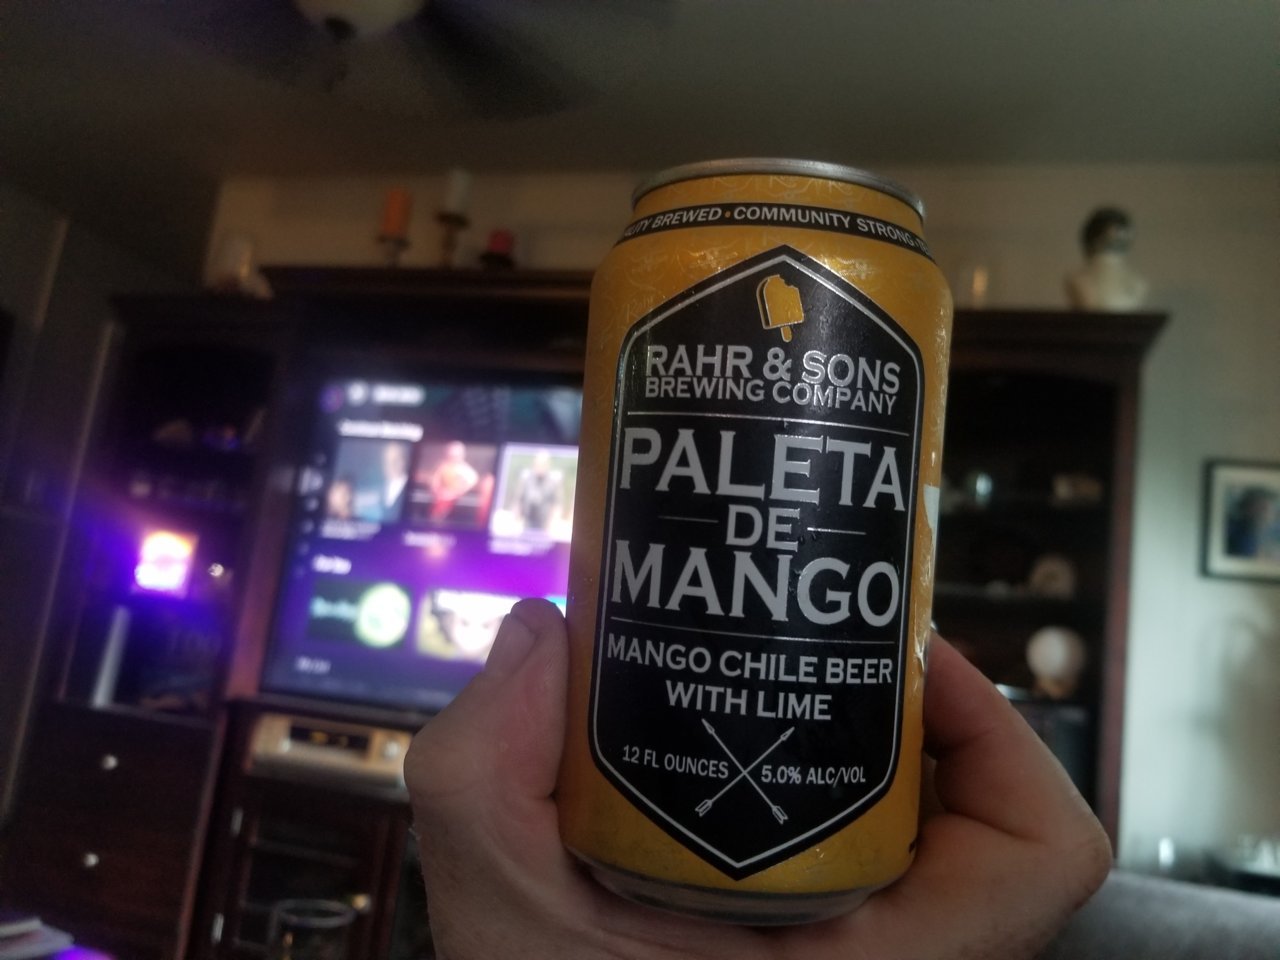 ITY BREWED • COMMUNITY STRONG •
RAHR & SONS
BREWING COMPANY
PALETA
DE
MANGO
MANGO CHILE BEER
WITH LIME
12 FL OUNCES
5.0% ALC/VOL